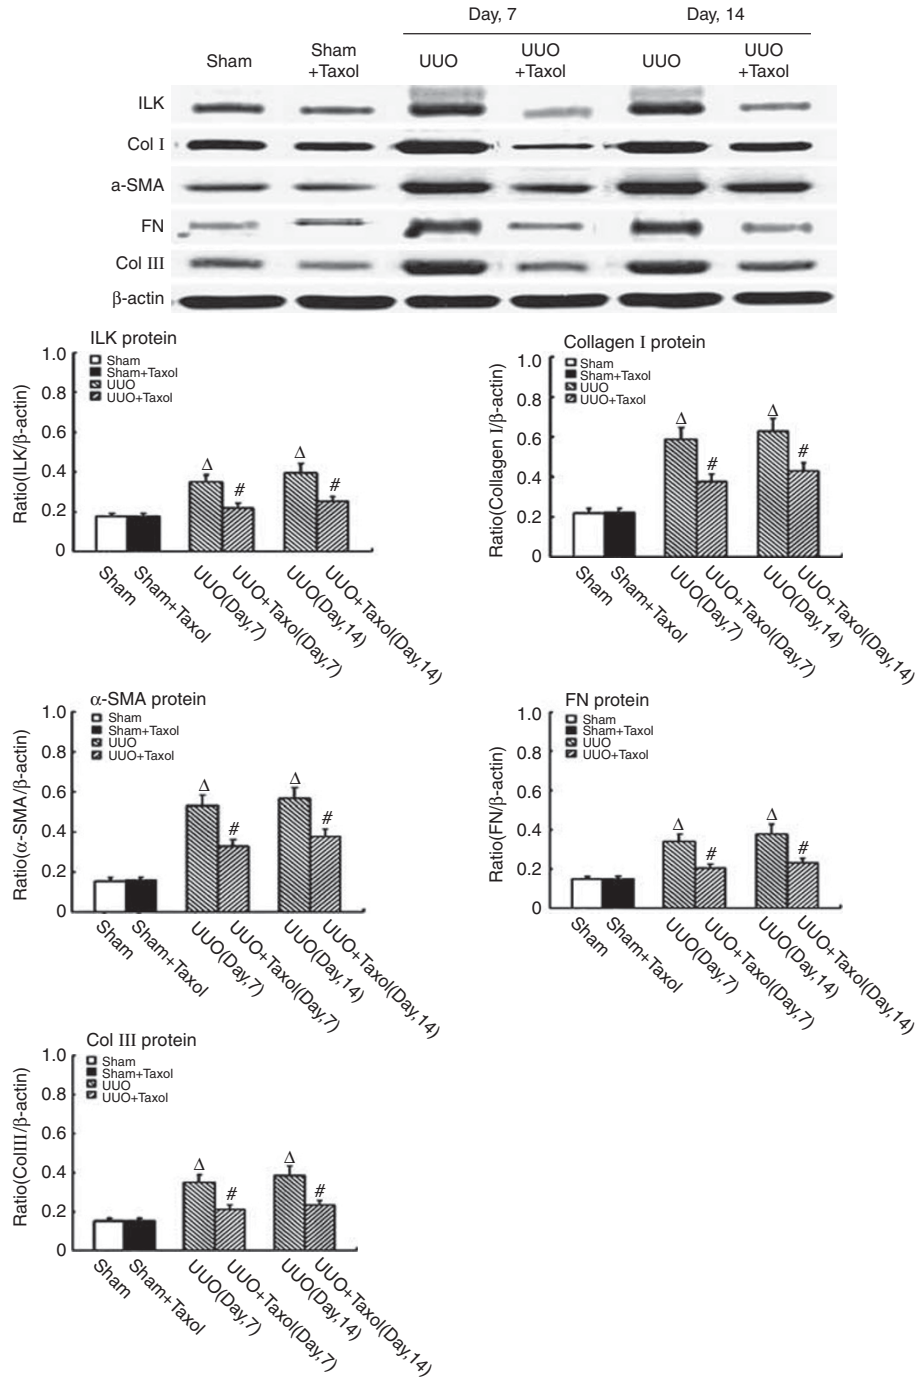 Day, 7 Day, 14
Sham Sham +Taxol UUO UUO +Taxol UUO UUO +Taxol
ILK
Col I
a-SMA
FN
Col III
β-actin
ILK protein
Ratio(ILK/β-actin)
1.0
0.8
0.6
0.4
0.2
0
Sham
Sham+Taxol
UUO
UUO+Taxol
Δ
#
Δ
#
Sham
Sham+Taxol
UUO(Day,7)
UUO+Taxol(Day,7)
UUO(Day,14)
UUO+Taxol(Day,14)
Collagen I protein
Ratio(Collagen I/β-actin)
1.0
0.8
0.6
0.4
0.2
0
Sham
Sham+Taxol
UUO
UUO+Taxol
Δ
#
Δ
#
Sham
Sham+Taxol
UUO(Day,7)
UUO+Taxol(Day,7)
UUO(Day,14)
UUO+Taxol(Day,14)
α-SMA protein
Ratio(α-SMA/β-actin)
1.0
0.8
0.6
0.4
0.2
0
Sham
Sham+Taxol
UUO
UUO+Taxol
Δ
#
Δ
#
Sham
Sham+Taxol
UUO(Day,7)
UUO+Taxol(Day,7)
UUO(Day,14)
UUO+Taxol(Day,14)
FN protein
Ratio(FN/β-actin)
1.0
0.8
0.6
0.4
0.2
0
Sham
Sham+Taxol
UUO
UUO+Taxol
Δ
#
Δ
#
Sham
Sham+Taxol
UUO(Day,7)
UUO+Taxol(Day,7)
UUO(Day,14)
UUO+Taxol(Day,14)
Col III protein
Ratio(ColIII/β-actin)
1.0
0.8
0.6
0.4
0.2
0
Sham
Sham+Taxol
UUO
UUO+Taxol
Δ
#
Δ
#
Sham
Sham+Taxol
UUO(Day,7)
UUO+Taxol(Day,7)
UUO(Day,14)
UUO+Taxol(Day,14)